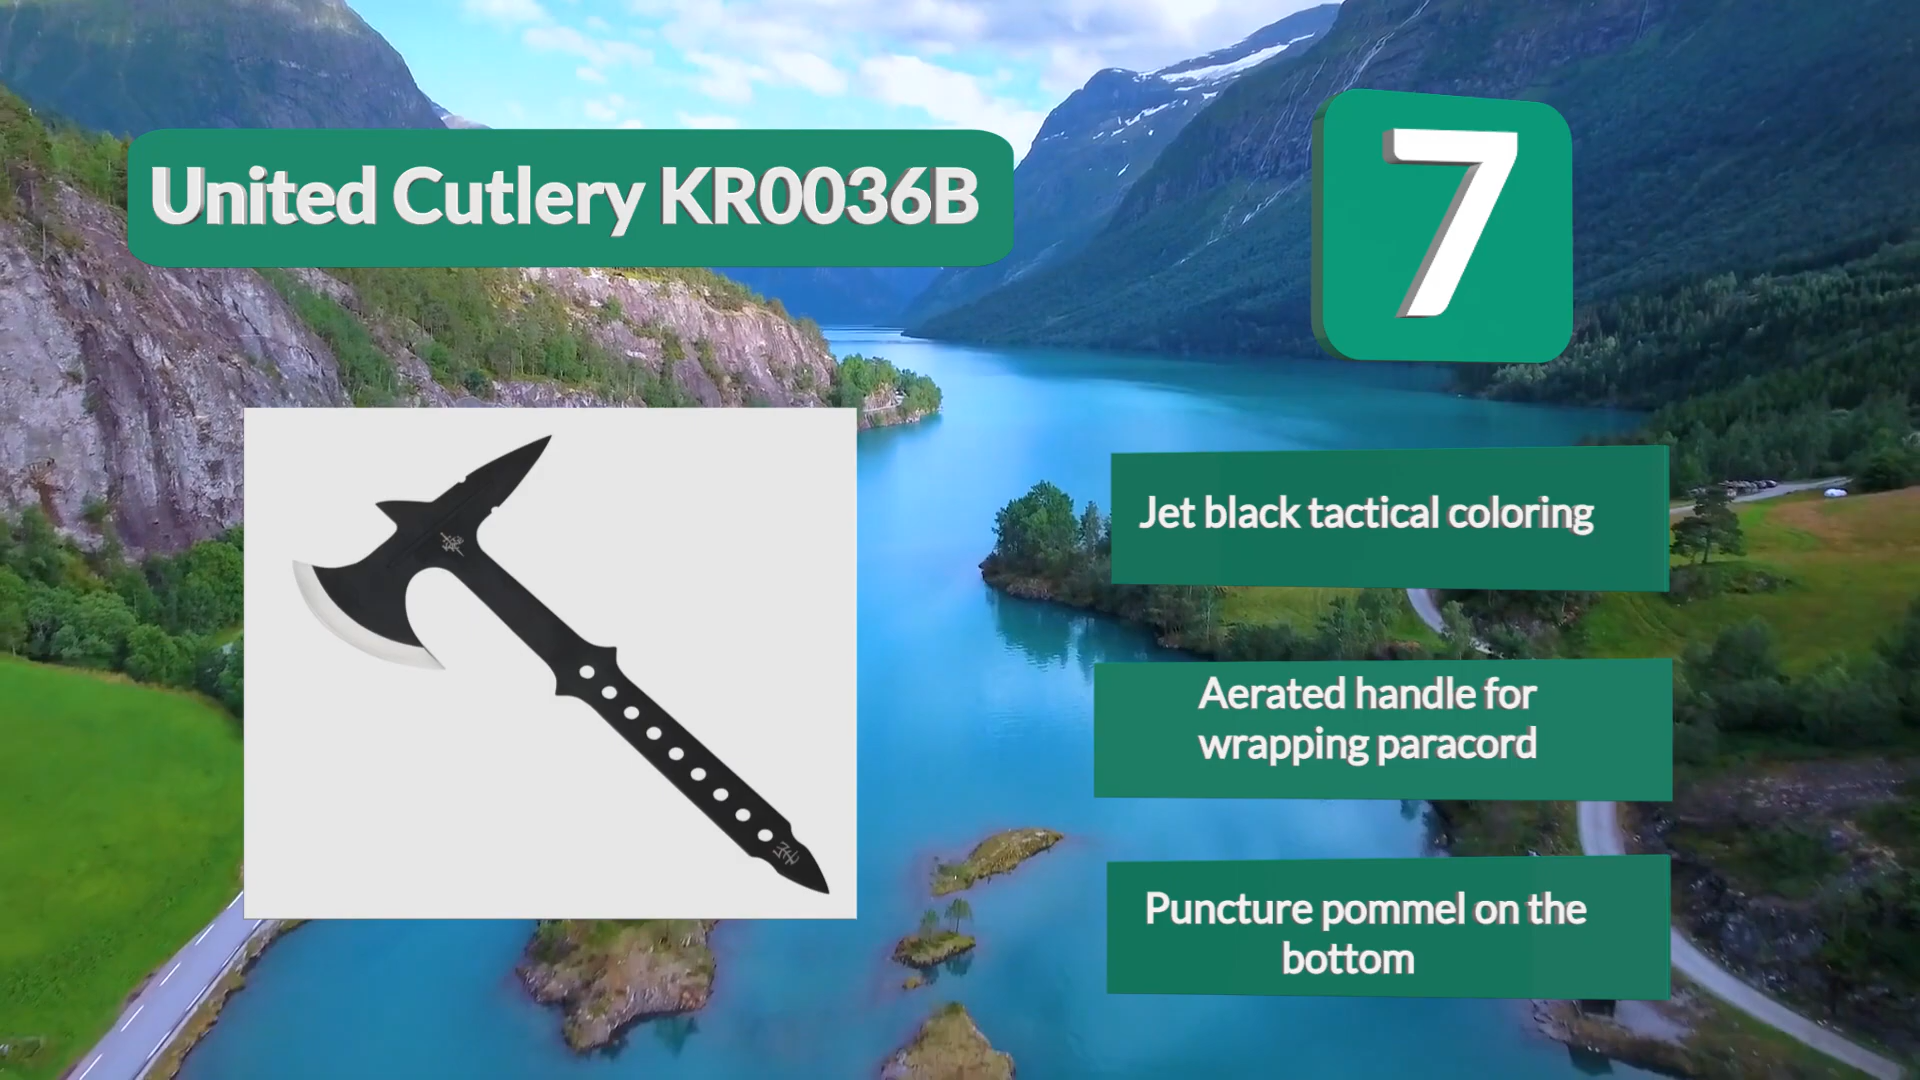 United Cutlery KR0036B
7
Jet black tactical coloring
Aerated handle for
wrapping paracord
Puncture pommel on the
bottom